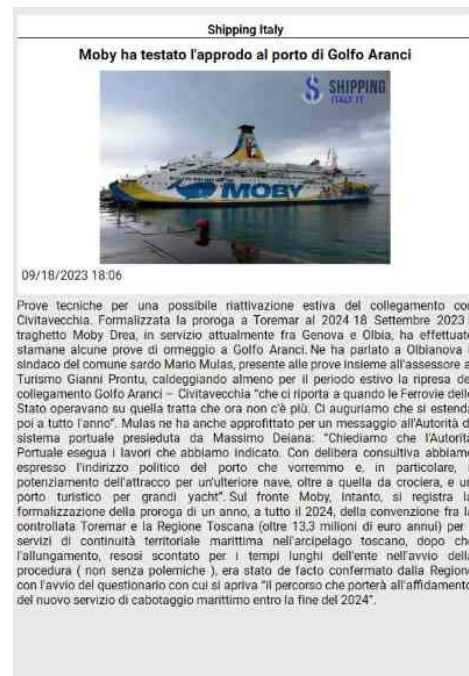 Shipping Italy
Moby ha testato l'approdo al porto di Golfo Aranci
SHIPPING
ITALY.IT
MOBY
09/18/2023 18:06
Prove tecniche per una possibile riattivazione estiva del collegamento con
Civitavecchia. Formalizzata la proroga a Toremar al 2024 18 Settembre 2023
traghetto Moby Drea, in servizio attualmente fra Genova e Olbia, ha effettuato
stamane alcune prove di ormeggio a Golfo Aranci. Ne ha parlato a Olbianova
sindaco del comune sardo Mario Mulas, presente alle prove insieme all'assessore a
Turismo Gianni Prontu, caldeggiando almeno per il periodo estivo la ripresa de
collegamento Golfo Aranci – Civitavecchia "che ci riporta a quando le Ferrovie dello
Stato operavano su quella tratta che ora non c'è più. Ci auguriamo che si estenda
poi a tutto l'anno". Mulas ne ha anche approfittato per un messaggio all'Autorità d
sistema portuale presieduta da Massimo Deiana: "Chiediamo che l'Autorità
Portuale esegua i lavori che abbiamo indicato. Con delibera consultiva abbiamo
espresso l'indirizzo politico del porto che vorremmo e, in particolare,
potenziamento dell'attracco per un'ulteriore nave, oltre a quella da crociera, e un
porto turistico per grandi yacht". Sul fronte Moby, intanto, si registra la
formalizzazione della proroga di un anno, a tutto il 2024, della convenzione fra la
controllata Toremar e la Regione Toscana (oltre 13,3 milioni di euro annui) per
servizi di continuità territoriale marittima nell'arcipelago toscano, dopo che
l'allungamento, resosi scontato per i tempi lunghi dell'ente nell'avvio della
procedura ( non senza polemiche ), era stato de facto confermato dalla Regione
con l'avvio del questionario con cui si apriva "il percorso che porterà all'affidamento
del nuovo servizio di cabotaggio marittimo entro la fine del 2024".